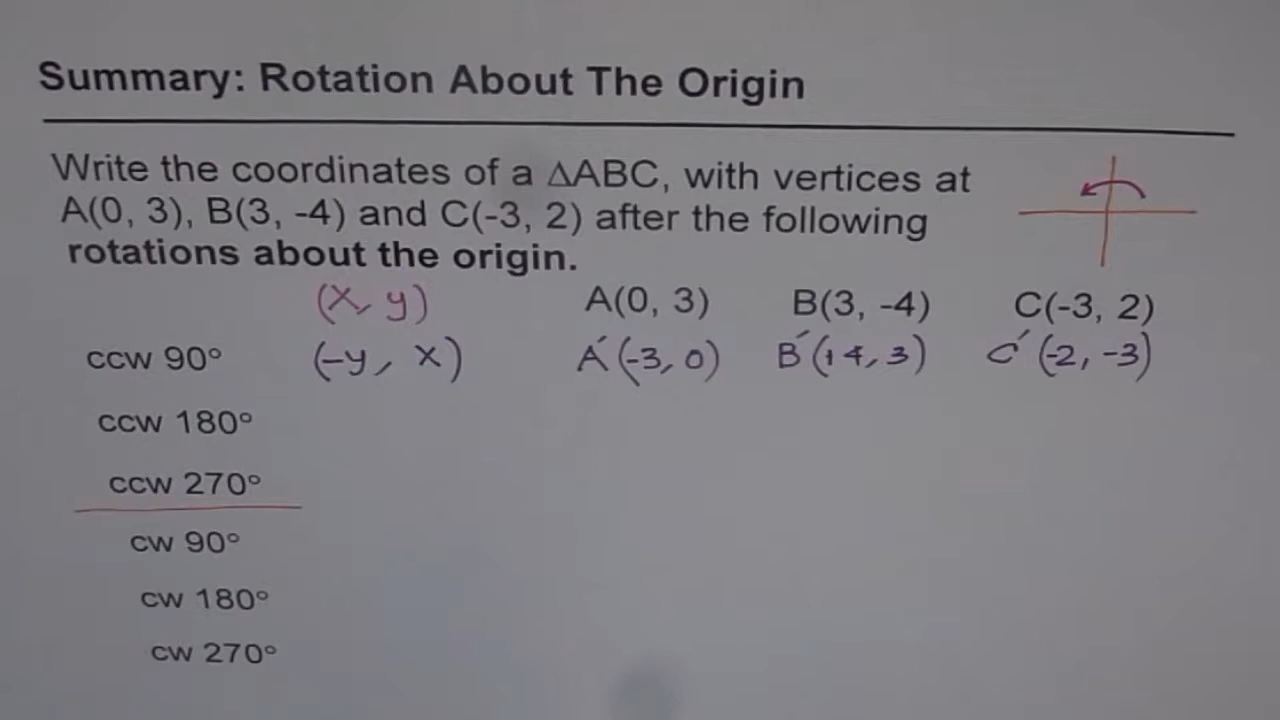 Summary: Rotation About The Origin
Write the coordinates of a ΔABC, with vertices at
A(0, 3), B(3, -4) and C(-3, 2) after the following
rotations about the origin.
(x, y) A(0, 3) B(3, -4) C(-3, 2)
ccw 90° (-y, x) A′(-3, 0) B′(+4, 3) C′(-2, -3)
ccw 180°
ccw 270°
cw 90°
cw 180°
cw 270°